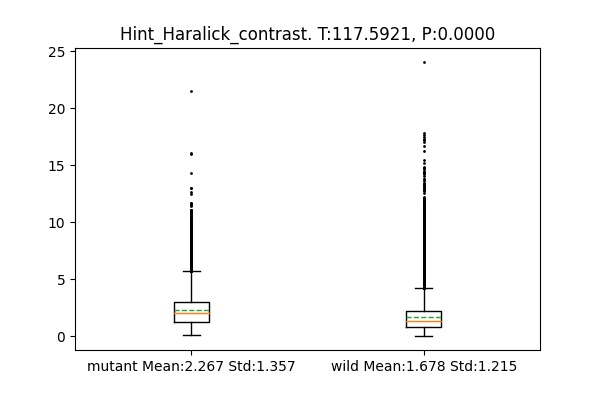 Hint_Haralick_contrast. T:117.5921, P:0.0000
25
20
15
10
5
0
mutant Mean:2.267 Std:1.357
wild Mean:1.678 Std:1.215